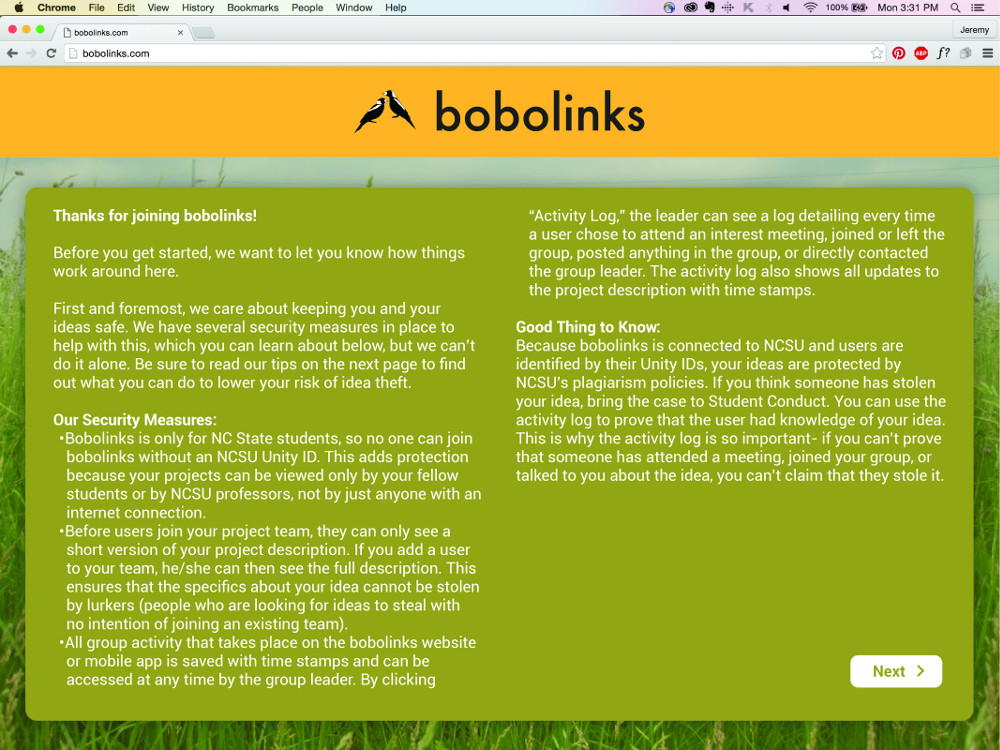 Chrome File Edit View History Bookmarks People Window Help 100% Mon 3:31 PM
bobolinks.com
Jeremy
bobolinks.com ABP f?
bobolinks
Thanks for joining bobolinks!
Before you get started, we want to let you know how things
work around here.
First and foremost, we care about keeping you and your
ideas safe. We have several security measures in place to
help with this, which you can learn about below, but we can't
do it alone. Be sure to read our tips on the next page to find
out what you can do to lower your risk of idea theft.
Our Security Measures:
•Bobolinks is only for NC State students, so no one can join
bobolinks without an NCSU Unity ID. This adds protection
because your projects can be viewed only by your fellow
students or by NCSU professors, not by just anyone with an
internet connection.
•Before users join your project team, they can only see a
short version of your project description. If you add a user
to your team, he/she can then see the full description. This
ensures that the specifics about your idea cannot be stolen
by lurkers (people who are looking for ideas to steal with
no intention of joining an existing team).
•All group activity that takes place on the bobolinks website
or mobile app is saved with time stamps and can be
accessed at any time by the group leader. By clicking
“Activity Log,” the leader can see a log detailing every time
a user chose to attend an interest meeting, joined or left the
group, posted anything in the group, or directly contacted
the group leader. The activity log also shows all updates to
the project description with time stamps.
Good Thing to Know:
Because bobolinks is connected to NCSU and users are
identified by their Unity IDs, your ideas are protected by
NCSU's plagiarism policies. If you think someone has stolen
your idea, bring the case to Student Conduct. You can use the
activity log to prove that the user had knowledge of your idea.
This is why the activity log is so important- if you can't prove
that someone has attended a meeting, joined your group, or
talked to you about the idea, you can't claim that they stole it.
Next